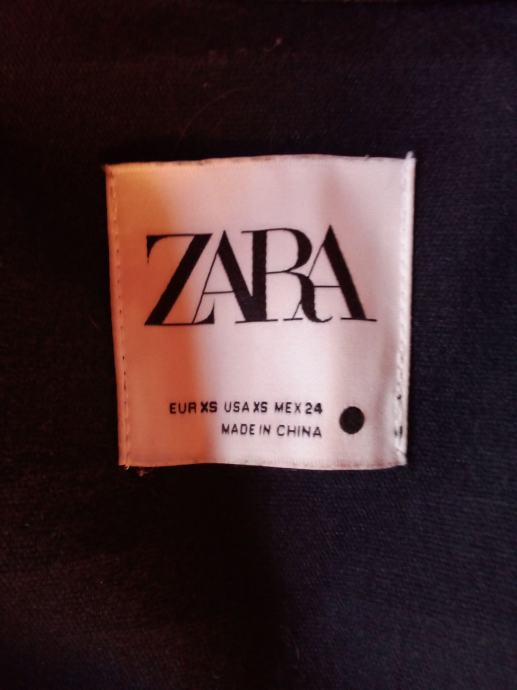 ZARA
EUR XS USA XS MEX 24
MADE IN CHINA